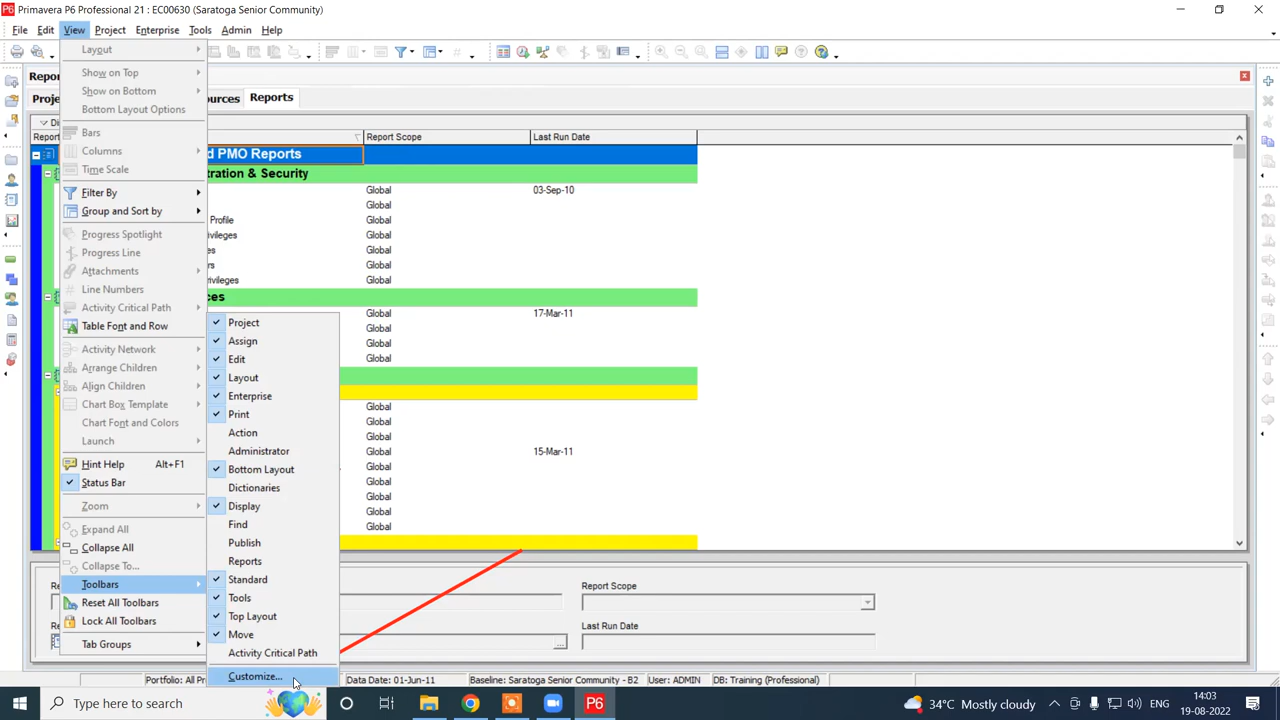 Primavera P6 Professional 21 : EC00630 (Saratoga Senior Community)
File Edit View Project Enterprise Tools Admin Help
Layout
Show on Top
Show on Bottom
Bottom Layout Options
Bars
Columns
Time Scale
Filter By
Group and Sort by
Progress Spotlight
Progress Line
Attachments
Line Numbers
Activity Critical Path
Table Font and Row
Activity Network
Arrange Children
Align Children
Chart Box Template
Chart Font and Colors
Launch
Hint Help Alt+F1
Status Bar
Zoom
Expand All
Collapse All
Collapse To...
Toolbars
Reset All Toolbars
Lock All Toolbars
Tab Groups
Project
Assign
Edit
Layout
Enterprise
Print
Action
Administrator
Bottom Layout
Dictionaries
Display
Find
Publish
Reports
Standard
Tools
Top Layout
Move
Activity Critical Path
Customize...
Repor
Proje ources Reports
Di
Report Report Scope Last Run Date
d PMO Reports
tration & Security
Global 03-Sep-10
Global
Profile Global
vileges Global
es Global
rs Global
rivileges Global
ces
Global 17-Mar-11
Global
Global
Global
Global
Global
Global
Global 15-Mar-11
Global
Global
Global
Global
Global
Re Report Scope
Re Last Run Date
...
Portfolio: All Pro Data Date: 01-Jun-11 Baseline: Saratoga Senior Community - B2 User: ADMIN DB: Training (Professional)
Type here to search P6 34°C Mostly cloudy ENG 14:03
19-08-2022